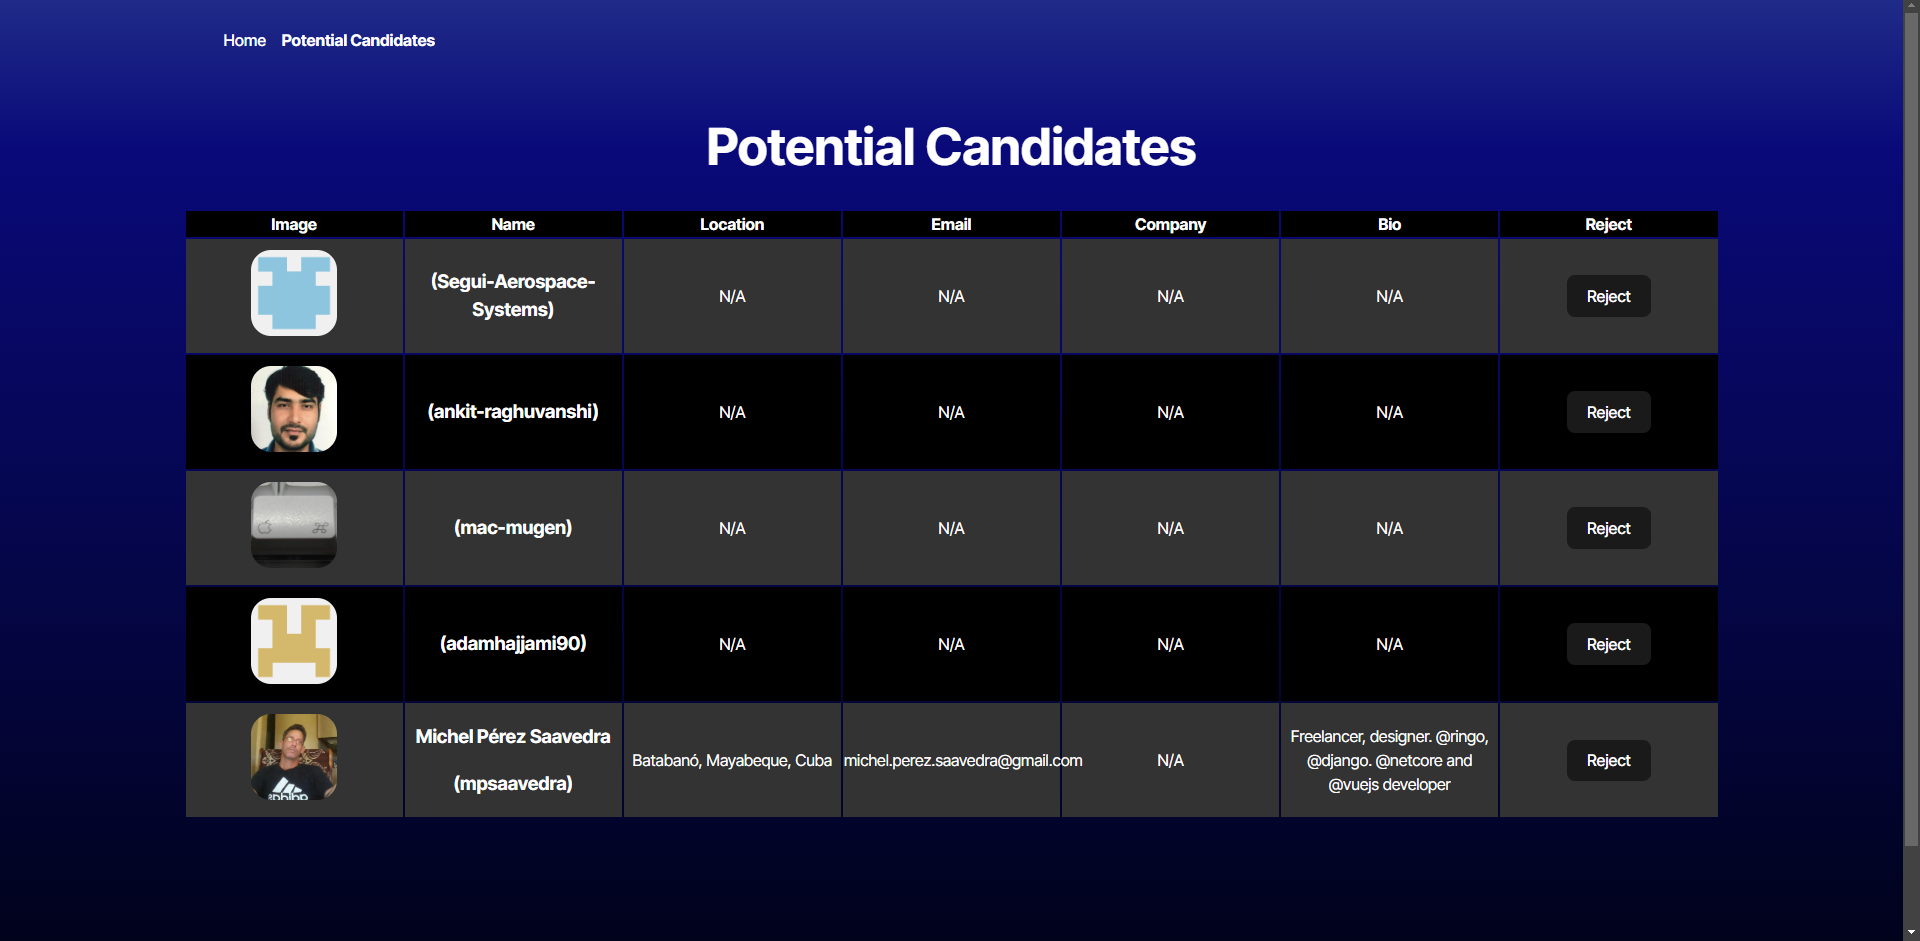 Home Potential Candidates
Potential Candidates
Image Name Location Email Company Bio Reject
(Segui-Aerospace-
Systems) N/A N/A N/A N/A Reject
(ankit-raghuvanshi) N/A N/A N/A N/A Reject
(mac-mugen) N/A N/A N/A N/A Reject
(adamhajjami90) N/A N/A N/A N/A Reject
Michel Pérez Saavedra
(mpsaavedra)
Batabanó, Mayabeque, Cuba
michel.perez.saavedra@gmail.com
N/A
Freelancer, designer. @ringo,
@django. @netcore and
@vuejs developer
Reject